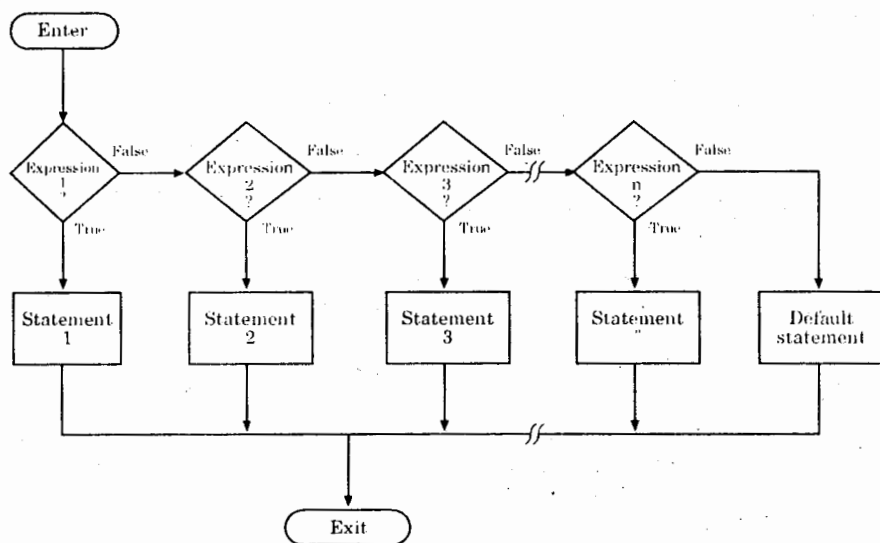 Enter
Expression
1
?
False
True
Expression
2
?
False
True
Expression
3
?
False
True
Expression
n
?
False
True
Statement
1
Statement
2
Statement
3
Statement
"
Default
statement
Exit